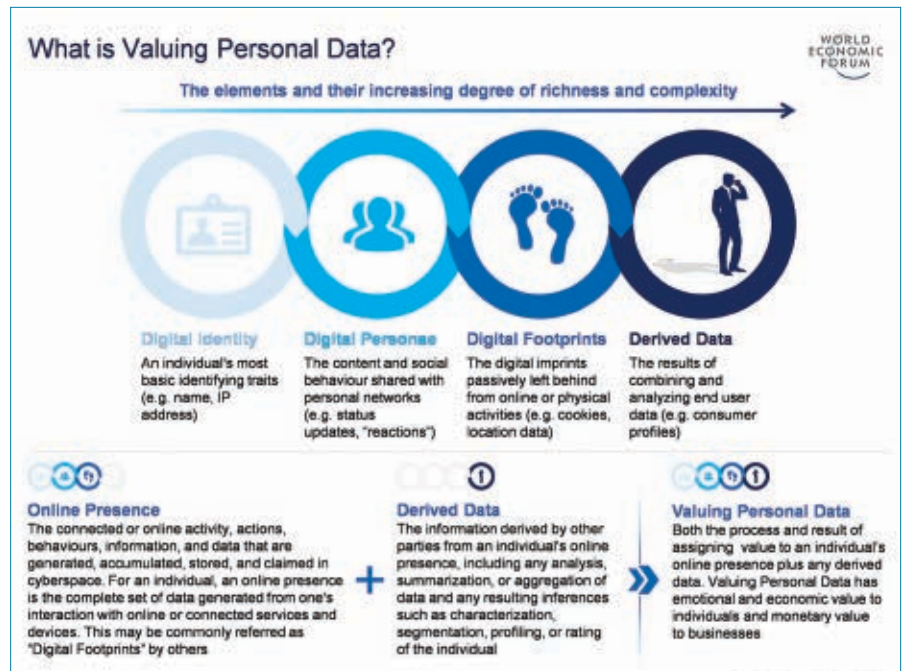 What is Valuing Personal Data?
WORLD
ECONOMIC
FORUM
The elements and their increasing degree of richness and complexity
Digital Identity
An individual's most
basic identifying traits
(e.g. name, IP
address)
Digital Personae
The content and social
behaviour shared with
personal networks
(e.g. status
updates, "reactions")
Digital Footprints
The digital imprints
passively left behind
from online or physical
activities (e.g. cookies,
location data)
Derived Data
The results of
combining and
analyzing end user
data (e.g. consumer
profiles)
Online Presence
The connected or online activity, actions,
behaviours, information, and data that are
generated, accumulated, stored, and claimed in
cyberspace. For an individual, an online presence
is the complete set of data generated from one's
interaction with online or connected services and
devices. This may be commonly referred as
"Digital Footprints" by others
+
Derived Data
The information derived by other
parties from an individual's online
presence, including any analysis,
summarization, or aggregation of
data and any resulting inferences
such as characterization,
segmentation, profiling, or rating
of the individual
Valuing Personal Data
Both the process and result of
assigning value to an individual's
online presence plus any derived
data. Valuing Personal Data has
emotional and economic value to
individuals and monetary value
to businesses